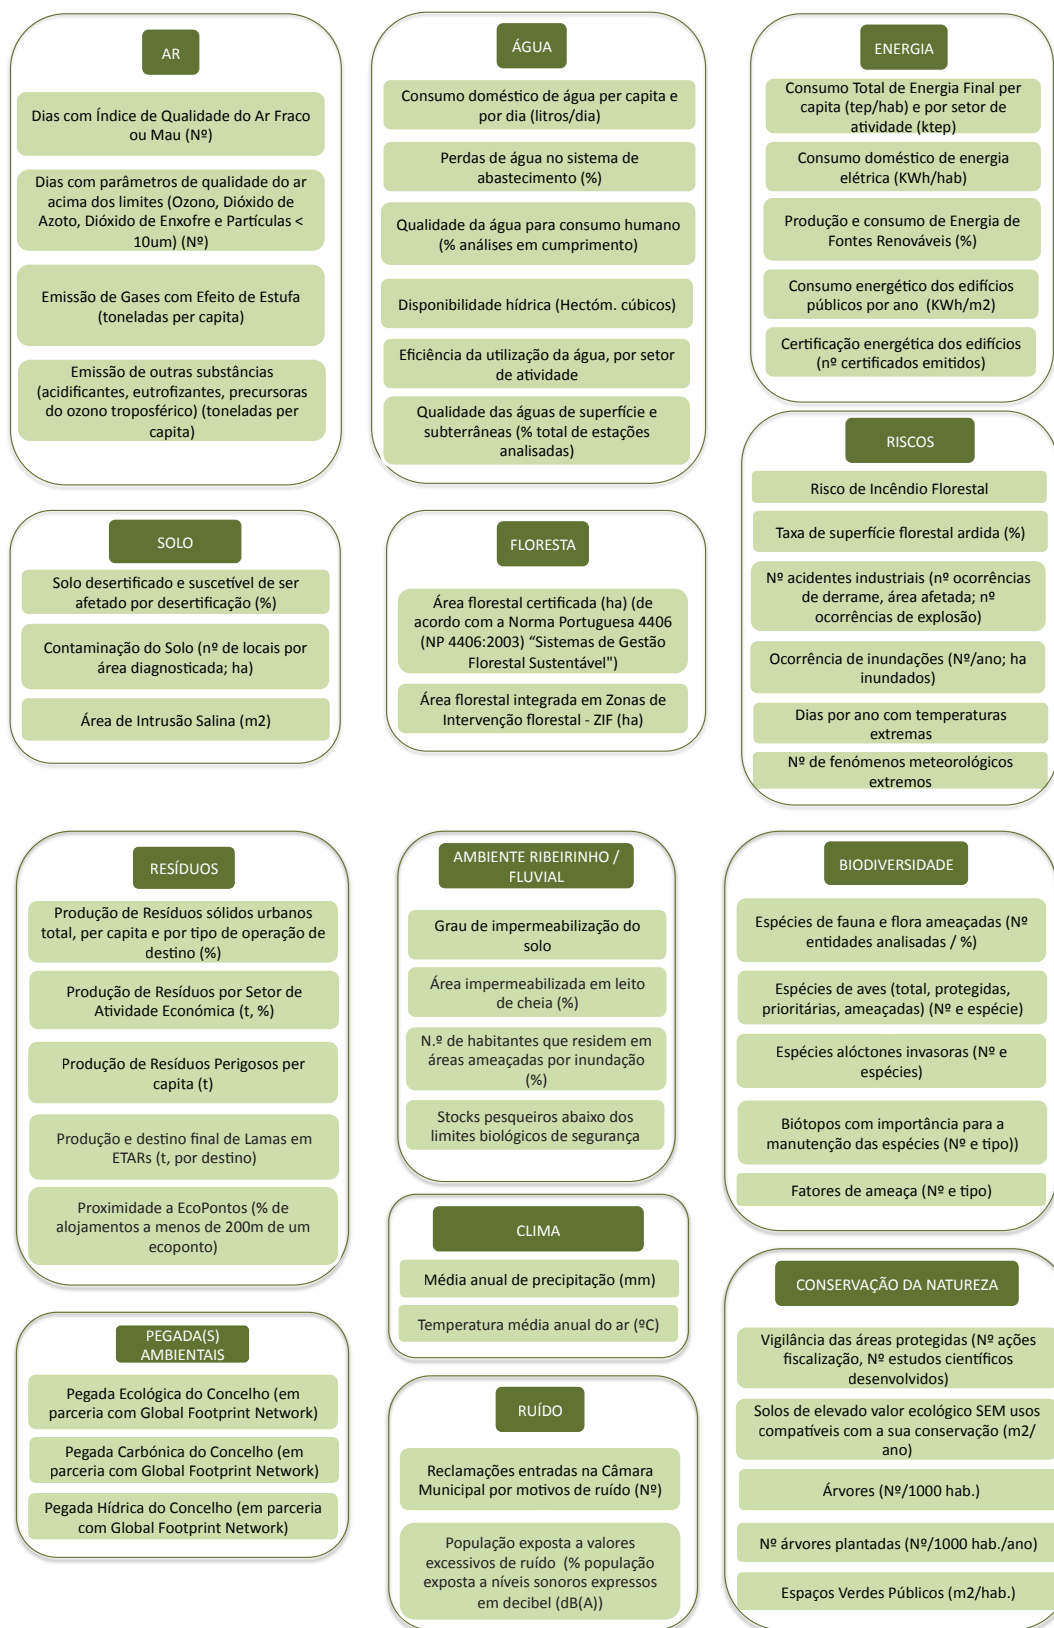 AR
Dias com Índice de Qualidade do Ar Fraco
ou Mau (Nº)
Dias com parâmetros de qualidade do ar
acima dos limites (Ozono, Dióxido de
Azoto, Dióxido de Enxofre e Partículas <
10um) (Nº)
Emissão de Gases com Efeito de Estufa
(toneladas per capita)
Emissão de outras substâncias
(acidificantes, eutrofizantes, precursoras
do ozono troposférico) (toneladas per
capita)
ÁGUA
Consumo doméstico de água per capita e
por dia (litros/dia)
Perdas de água no sistema de
abastecimento (%)
Qualidade da água para consumo humano
(% análises em cumprimento)
Disponibilidade hídrica (Hectóm. cúbicos)
Eficiência da utilização da água, por setor
de atividade
Qualidade das águas de superfície e
subterrâneas (% total de estações
analisadas)
ENERGIA
Consumo Total de Energia Final per
capita (tep/hab) e por setor de
atividade (ktep)
Consumo doméstico de energia
elétrica (KWh/hab)
Produção e consumo de Energia de
Fontes Renováveis (%)
Consumo energético dos edifícios
públicos por ano (KWh/m2)
Certificação energética dos edifícios
(nº certificados emitidos)
SOLO
Solo desertificado e suscetível de ser
afetado por desertificação (%)
Contaminação do Solo (nº de locais por
área diagnosticada; ha)
Área de Intrusão Salina (m2)
FLORESTA
Área florestal certificada (ha) (de
acordo com a Norma Portuguesa 4406
(NP 4406:2003) “Sistemas de Gestão
Florestal Sustentável")
Área florestal integrada em Zonas de
Intervenção florestal - ZIF (ha)
RISCOS
Risco de Incêndio Florestal
Taxa de superfície florestal ardida (%)
Nº acidentes industriais (nº ocorrências
de derrame, área afetada; nº
ocorrências de explosão)
Ocorrência de inundações (Nº/ano; ha
inundados)
Dias por ano com temperaturas
extremas
Nº de fenómenos meteorológicos
extremos
RESÍDUOS
Produção de Resíduos sólidos urbanos
total, per capita e por tipo de operação de
destino (%)
Produção de Resíduos por Setor de
Atividade Económica (t, %)
Produção de Resíduos Perigosos per
capita (t)
Produção e destino final de Lamas em
ETARs (t, por destino)
Proximidade a EcoPontos (% de
alojamentos a menos de 200m de um
ecoponto)
AMBIENTE RIBEIRINHO /
FLUVIAL
Grau de impermeabilização do
solo
Área impermeabilizada em leito
de cheia (%)
N.º de habitantes que residem em
áreas ameaçadas por inundação
(%)
Stocks pesqueiros abaixo dos
limites biológicos de segurança
BIODIVERSIDADE
Espécies de fauna e flora ameaçadas (Nº
entidades analisadas / %)
Espécies de aves (total, protegidas,
prioritárias, ameaçadas) (Nº e espécie)
Espécies alóctones invasoras (Nº e
espécies)
Biótopos com importância para a
manutenção das espécies (Nº e tipo))
Fatores de ameaça (Nº e tipo)
CLIMA
Média anual de precipitação (mm)
Temperatura média anual do ar (ºC)
PEGADA(S)
AMBIENTAIS
Pegada Ecológica do Concelho (em
parceria com Global Footprint Network)
Pegada Carbónica do Concelho (em
parceria com Global Footprint Network)
Pegada Hídrica do Concelho (em parceria
com Global Footprint Network)
RUÍDO
Reclamações entradas na Câmara
Municipal por motivos de ruído (Nº)
População exposta a valores
excessivos de ruído (% população
exposta a níveis sonoros expressos
em decibel (dB(A))
CONSERVAÇÃO DA NATUREZA
Vigilância das áreas protegidas (Nº ações
fiscalização, Nº estudos científicos
desenvolvidos)
Solos de elevado valor ecológico SEM usos
compatíveis com a sua conservação (m2/
ano)
Árvores (Nº/1000 hab.)
Nº árvores plantadas (Nº/1000 hab./ano)
Espaços Verdes Públicos (m2/hab.)